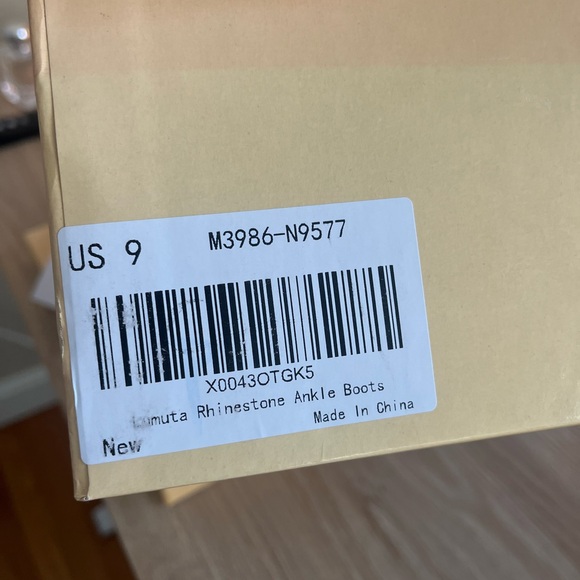 US 9 M3986-N9577
X0043OTGK5
Rhinestone Ankle Boots
Made In China
New